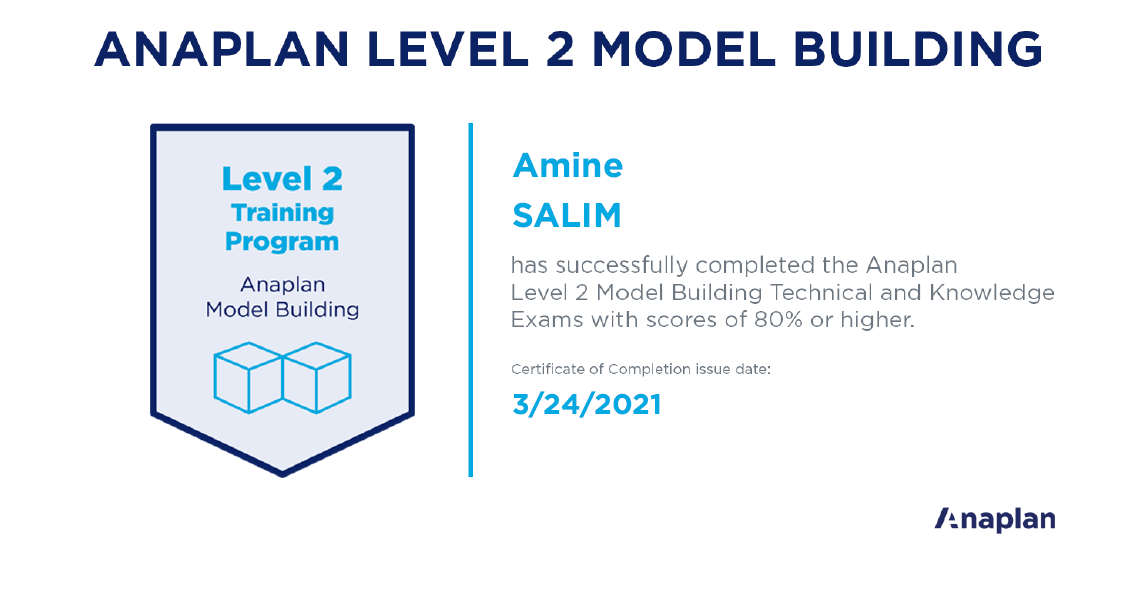 ANAPLAN LEVEL 2 MODEL BUILDING
Level 2
Training
Program
Anaplan
Model Building
Amine
SALIM
has successfully completed the Anaplan
Level 2 Model Building Technical and Knowledge
Exams with scores of 80% or higher.
Certificate of Completion issue date:
3/24/2021
Anaplan